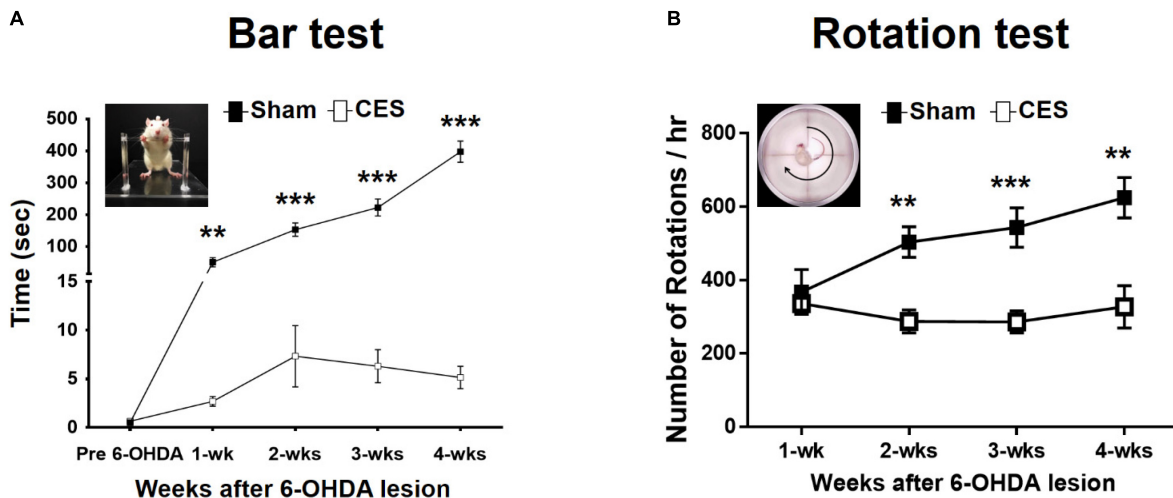 A
Bar test
Sham CES
Time (sec)
500
400
300
200
100
15
10
5
0
** *** *** ***
Pre 6-OHDA 1-wk 2-wks 3-wks 4-wks
Weeks after 6-OHDA lesion
B
Rotation test
Sham CES
Number of Rotations / hr
800
600
400
200
0
** *** **
1-wk 2-wks 3-wks 4-wks
Weeks after 6-OHDA lesion